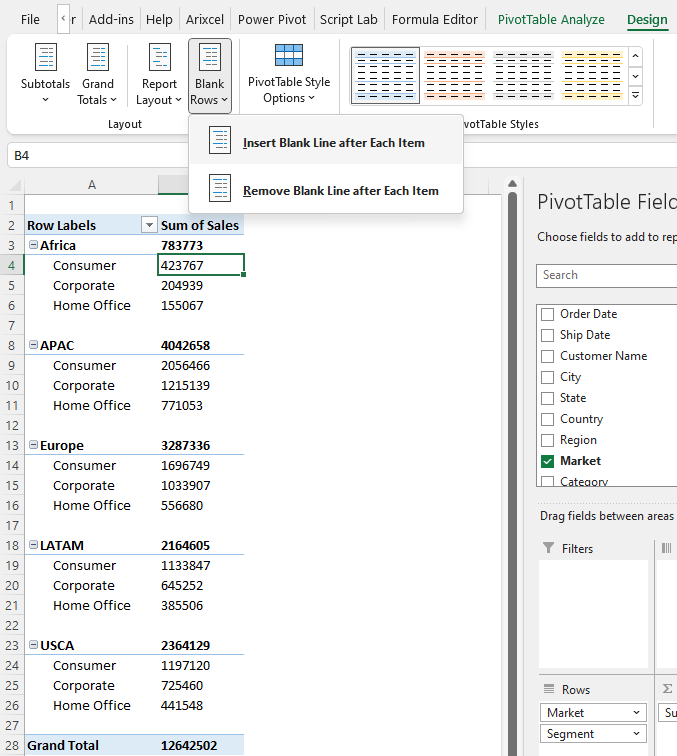 File r Add-ins Help Arixcel Power Pivot Script Lab Formula Editor PivotTable Analyze Design
Subtotals Grand Totals Report Layout Blank Rows PivotTable Style Options
Layout votTable Styles
Insert Blank Line after Each Item
Remove Blank Line after Each Item
B4
A
1
2 Row Labels Sum of Sales
3 Africa 783773
4 Consumer 423767
5 Corporate 204939
6 Home Office 155067
7
8 APAC 4042658
9 Consumer 2056466
10 Corporate 1215139
11 Home Office 771053
12
13 Europe 3287336
14 Consumer 1696749
15 Corporate 1033907
16 Home Office 556680
17
18 LATAM 2164605
19 Consumer 1133847
20 Corporate 645252
21 Home Office 385506
22
23 USCA 2364129
24 Consumer 1197120
25 Corporate 725460
26 Home Office 441548
27
28 Grand Total 12642502
PivotTable Field
Choose fields to add to rep
Search
Order Date
Ship Date
Customer Name
City
State
Country
Region
Market
Category
Drag fields between areas
Filters
Rows Σ
Market Su
Segment